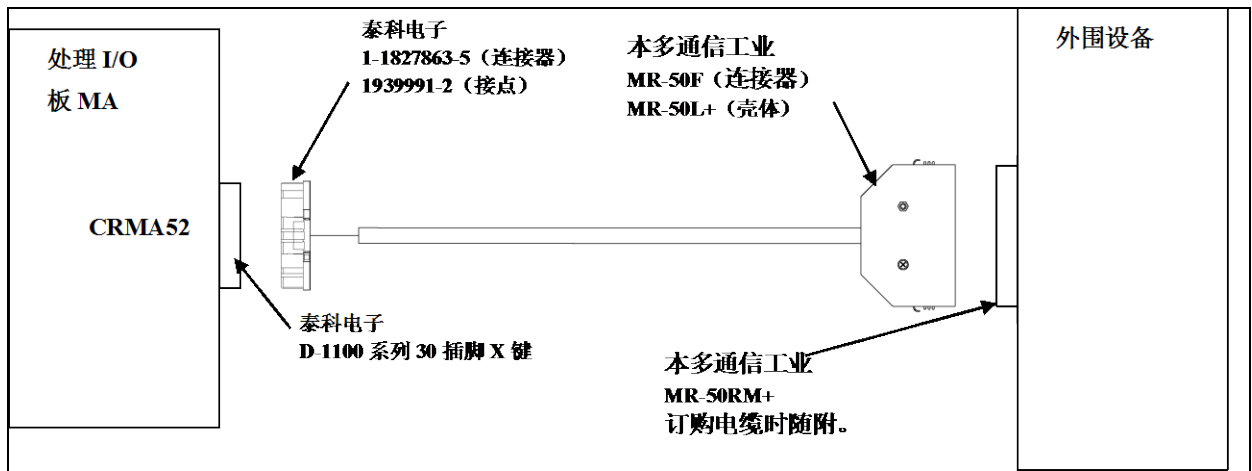 处理 I/O
板 MA
CRMA52
泰科电子
1-1827863-5（连接器）
1939991-2（接点）
泰科电子
D-1100 系列 30 插脚 X 键
本多通信工业
MR-50F（连接器）
MR-50L+（壳体）
本多通信工业
MR-50RM+
订购电缆时随附。
外围设备